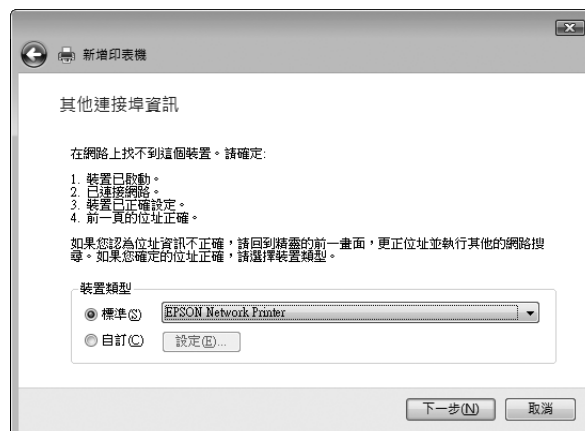 新增印表機
其他連接埠資訊
在網路上找不到這個裝置。請確定:
1. 裝置已啟動。
2. 已連接網路。
3. 裝置已正確設定。
4. 前一頁的位址正確。
如果您認為位址資訊不正確，請回到精靈的前一畫面，更正位址並執行其他的網路搜
尋。如果您確定的位址正確，請選擇裝置類型。
裝置類型
標準(S) EPSON Network Printer
自訂(C) 設定(E)...
下一步(N) 取消